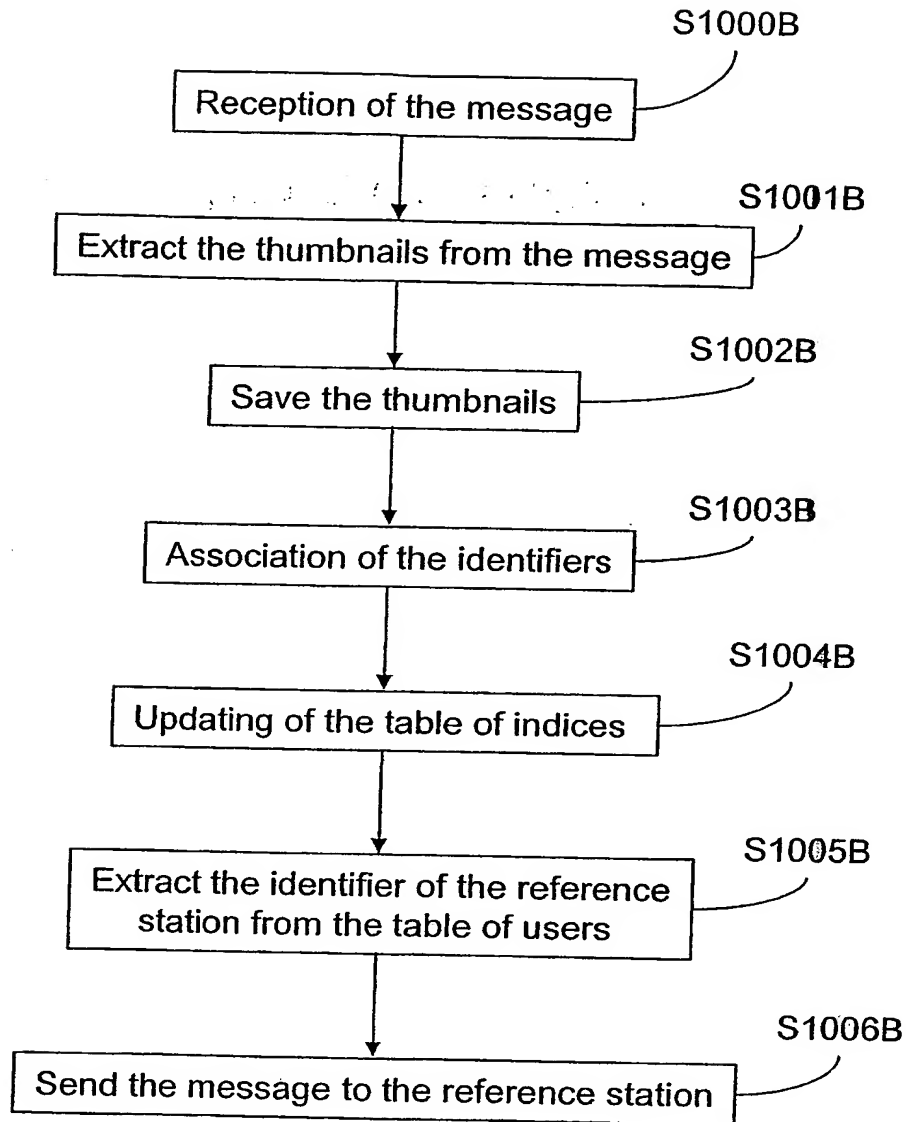 S1000B
Reception of the message
S1001B
Extract the thumbnails from the message
S1002B
Save the thumbnails
S1003B
Association of the identifiers
S1004B
Updating of the table of indices
S1005B
Extract the identifier of the reference
station from the table of users
S1006B
Send the message to the reference station